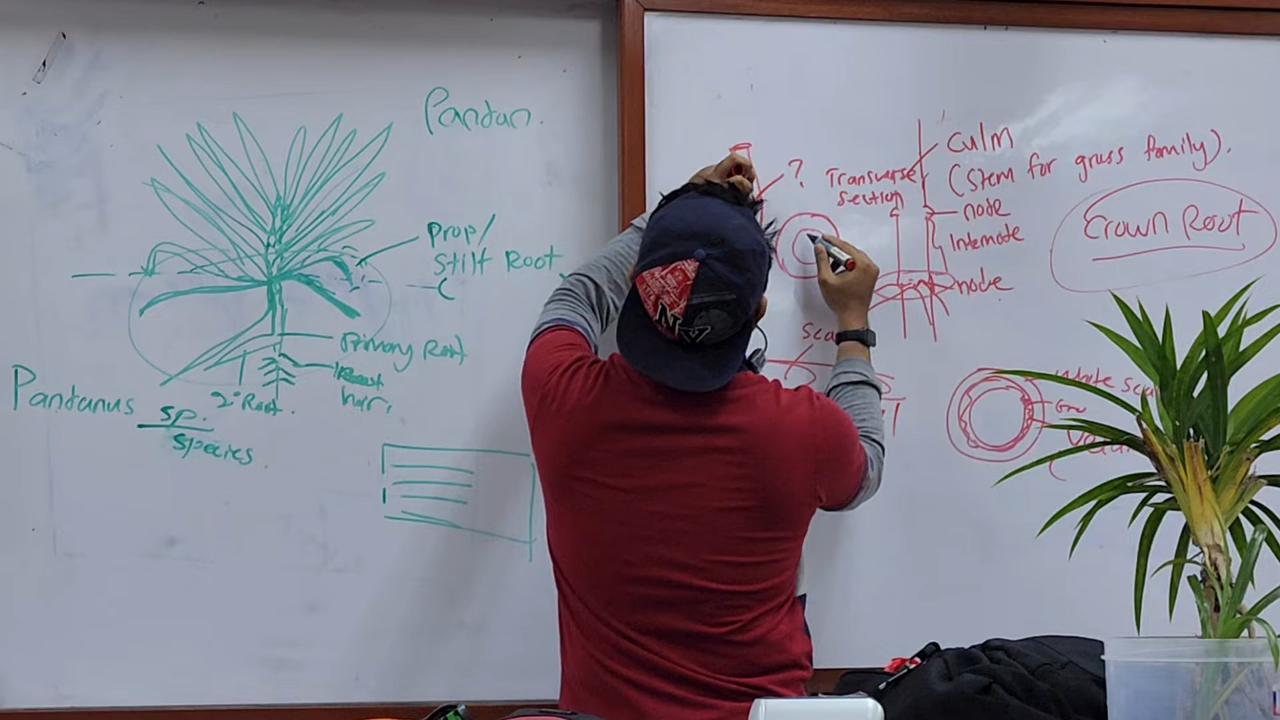 Pandan.
Prop/
Stilt Root
Primary Root
Root
hair,
2° Root.
Pandanus sp.
species
?
Transverse
section
Culm
(stem for grass family).
node
Internode
node
Crown Root
NY